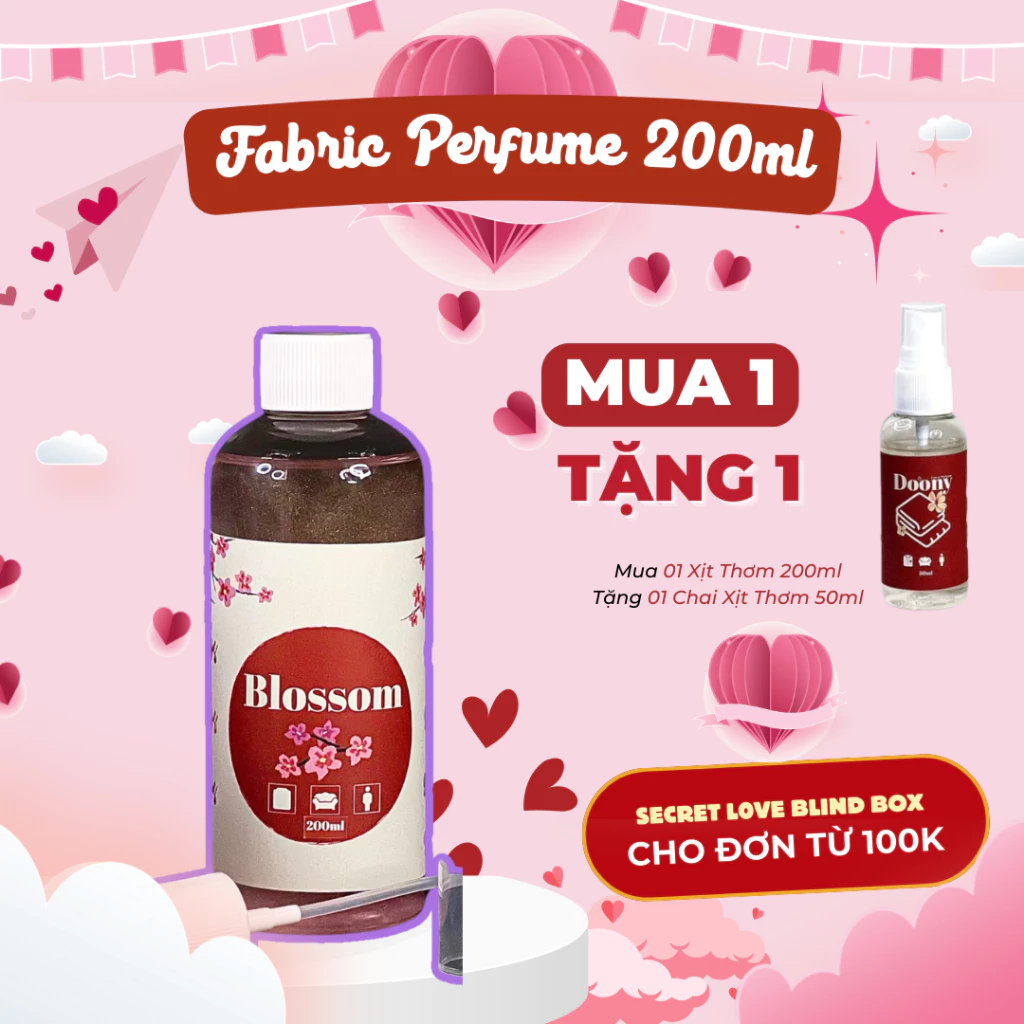 Fabric Perfume 200ml
MUA 1
TẶNG 1
Doony
Mua 01 Xịt Thơm 200ml
Tặng 01 Chai Xịt Thơm 50ml
Blossom
200ml
SECRET LOVE BLIND BOX
CHO ĐƠN TỪ 100K